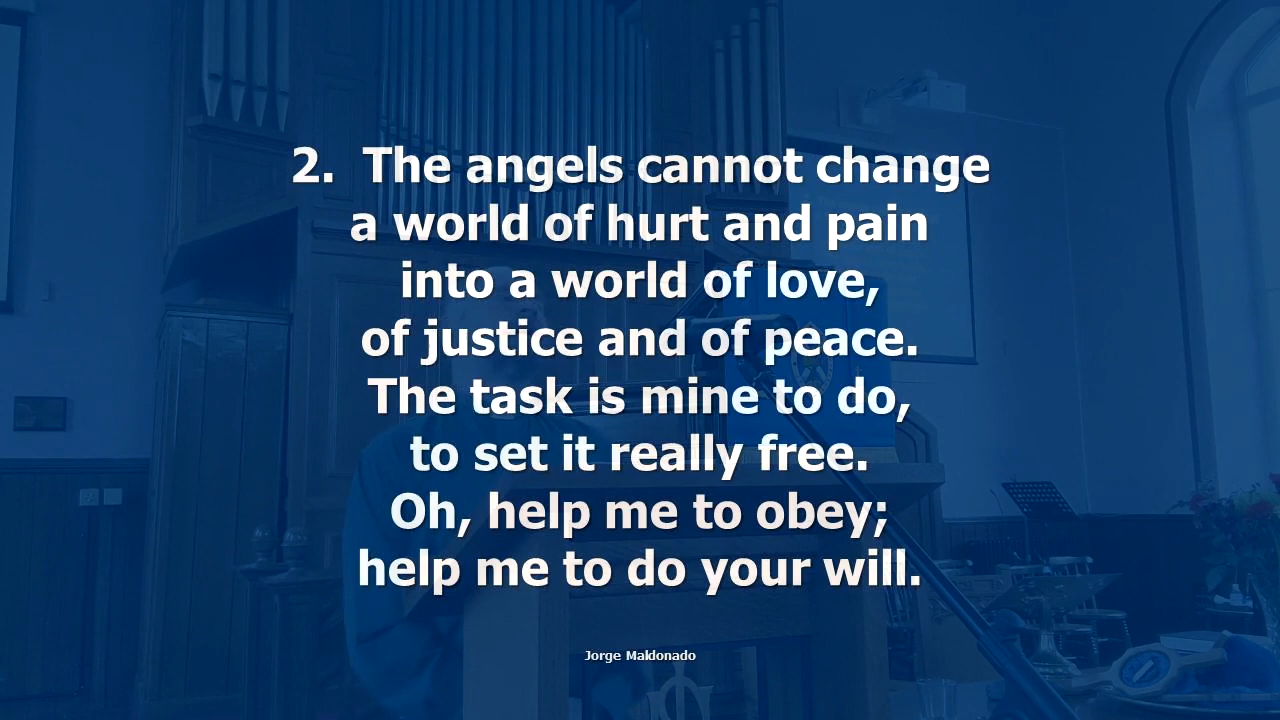 2. The angels cannot change
a world of hurt and pain
into a world of love,
of justice and of peace.
The task is mine to do,
to set it really free.
Oh, help me to obey;
help me to do your will.
Jorge Maldonado